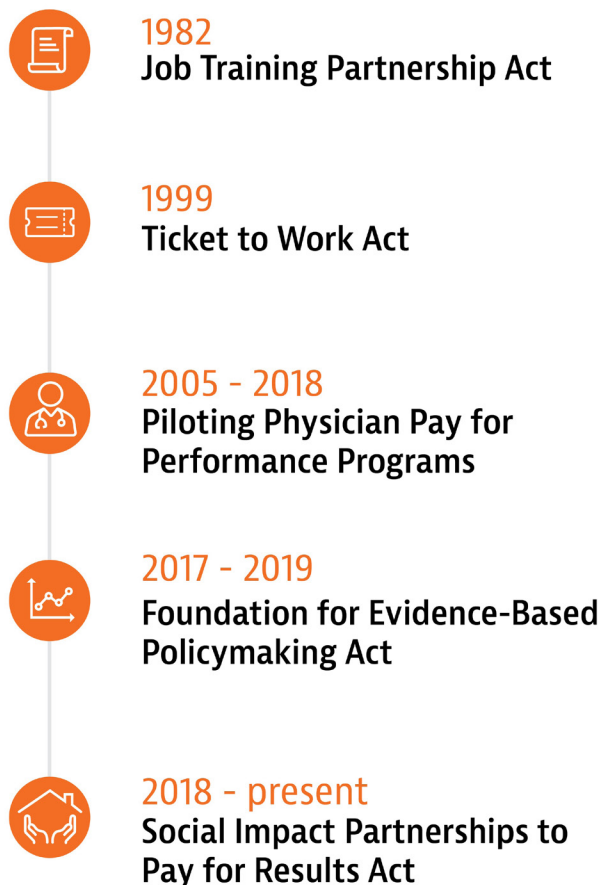 1982
Job Training Partnership Act
1999
Ticket to Work Act
2005 - 2018
Piloting Physician Pay for
Performance Programs
2017 - 2019
Foundation for Evidence-Based
Policymaking Act
2018 - present
Social Impact Partnerships to
Pay for Results Act